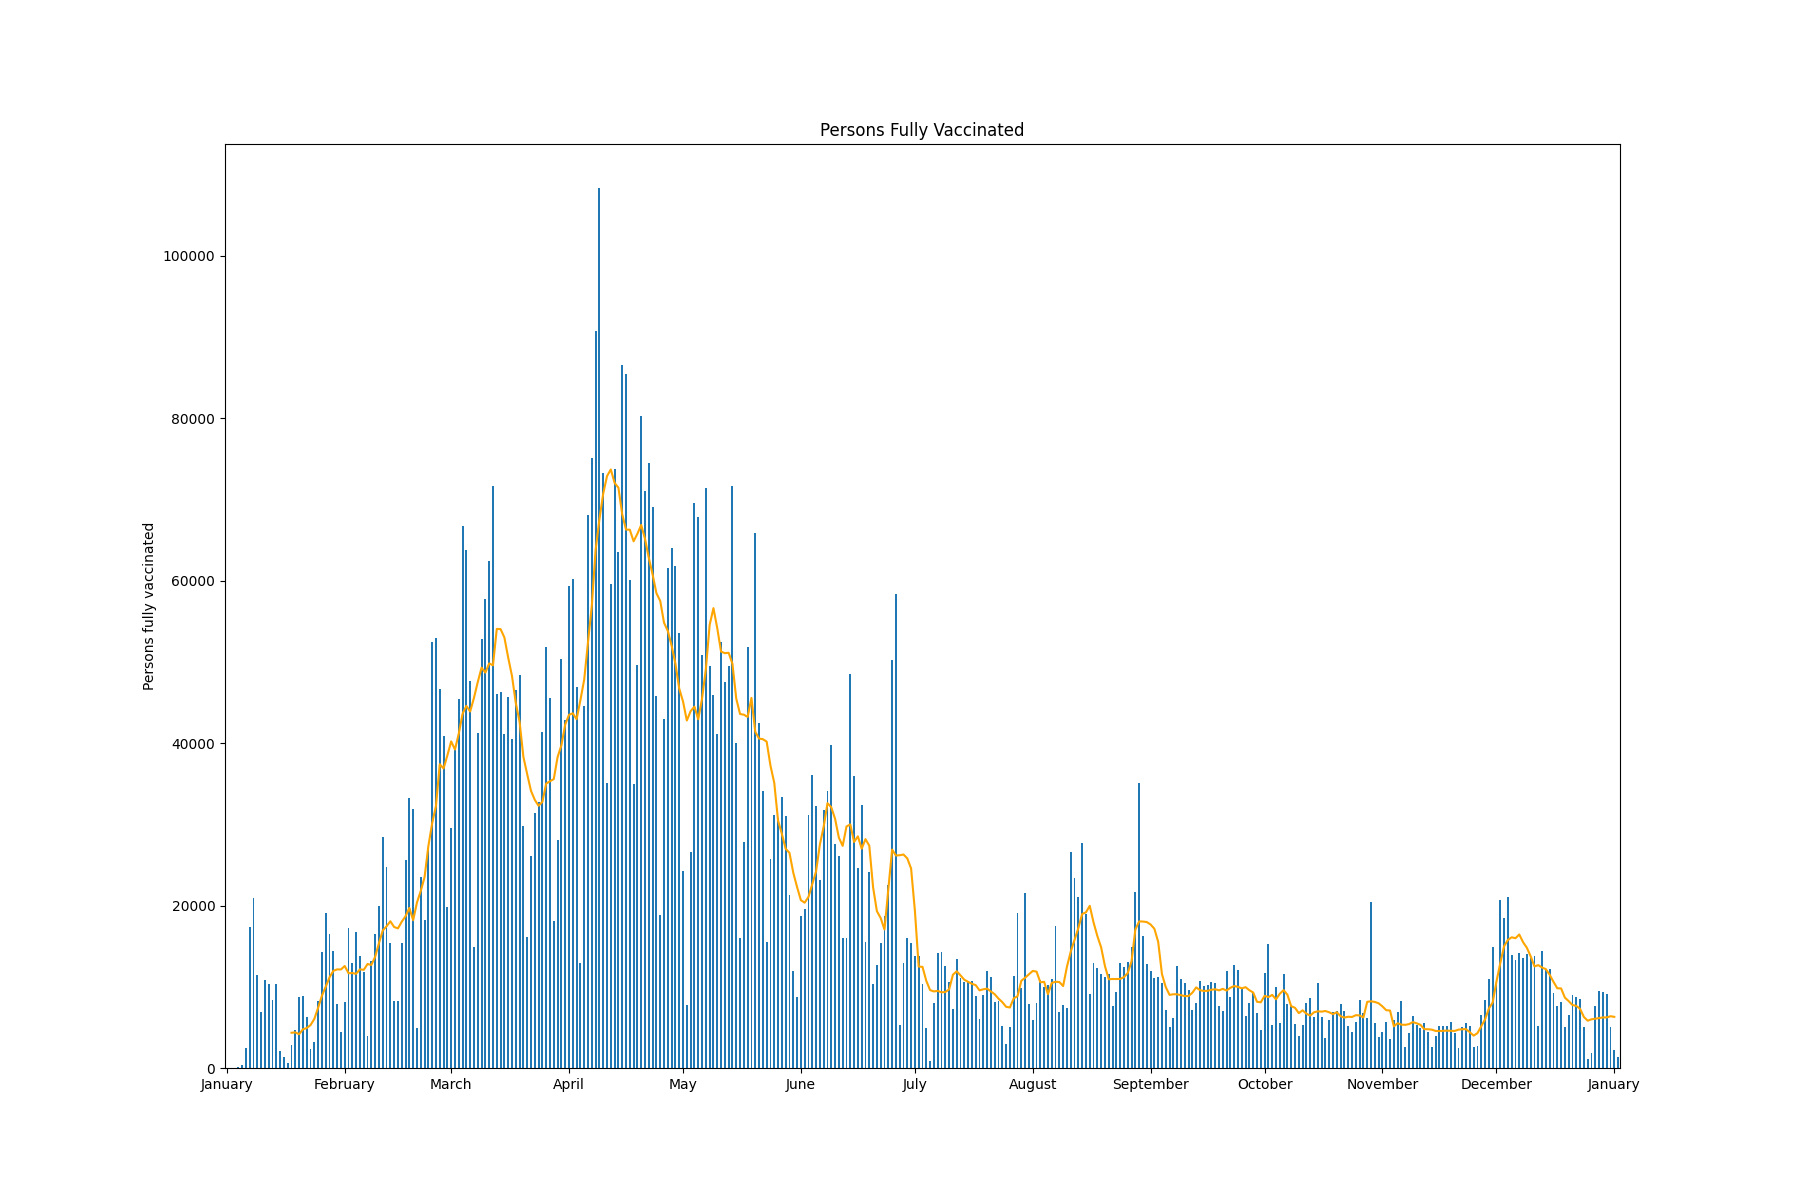 Persons Fully Vaccinated
100000
80000
60000
40000
20000
0
Persons fully vaccinated
January February March April May June July August September October November December January